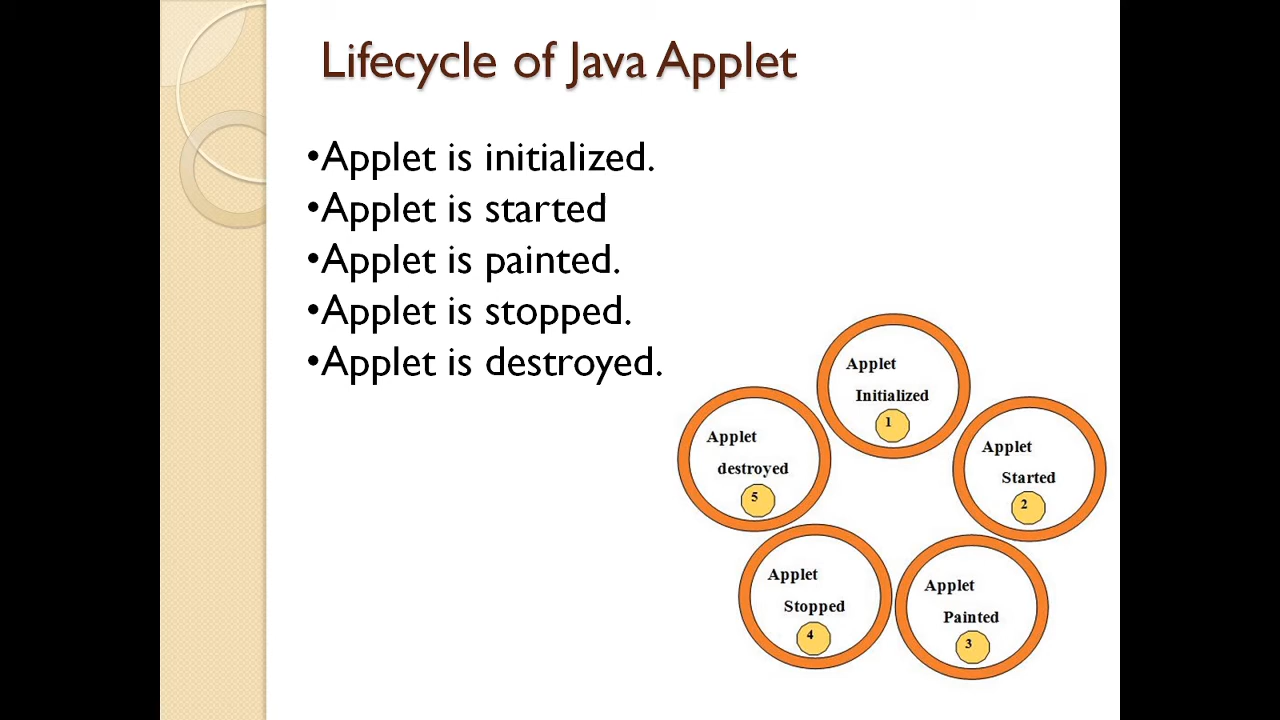 Lifecycle of Java Applet
•Applet is initialized.
•Applet is started
•Applet is painted.
•Applet is stopped.
•Applet is destroyed.
Applet
Initialized
1
Applet
Started
2
Applet
Painted
3
Applet
Stopped
4
Applet
destroyed
5